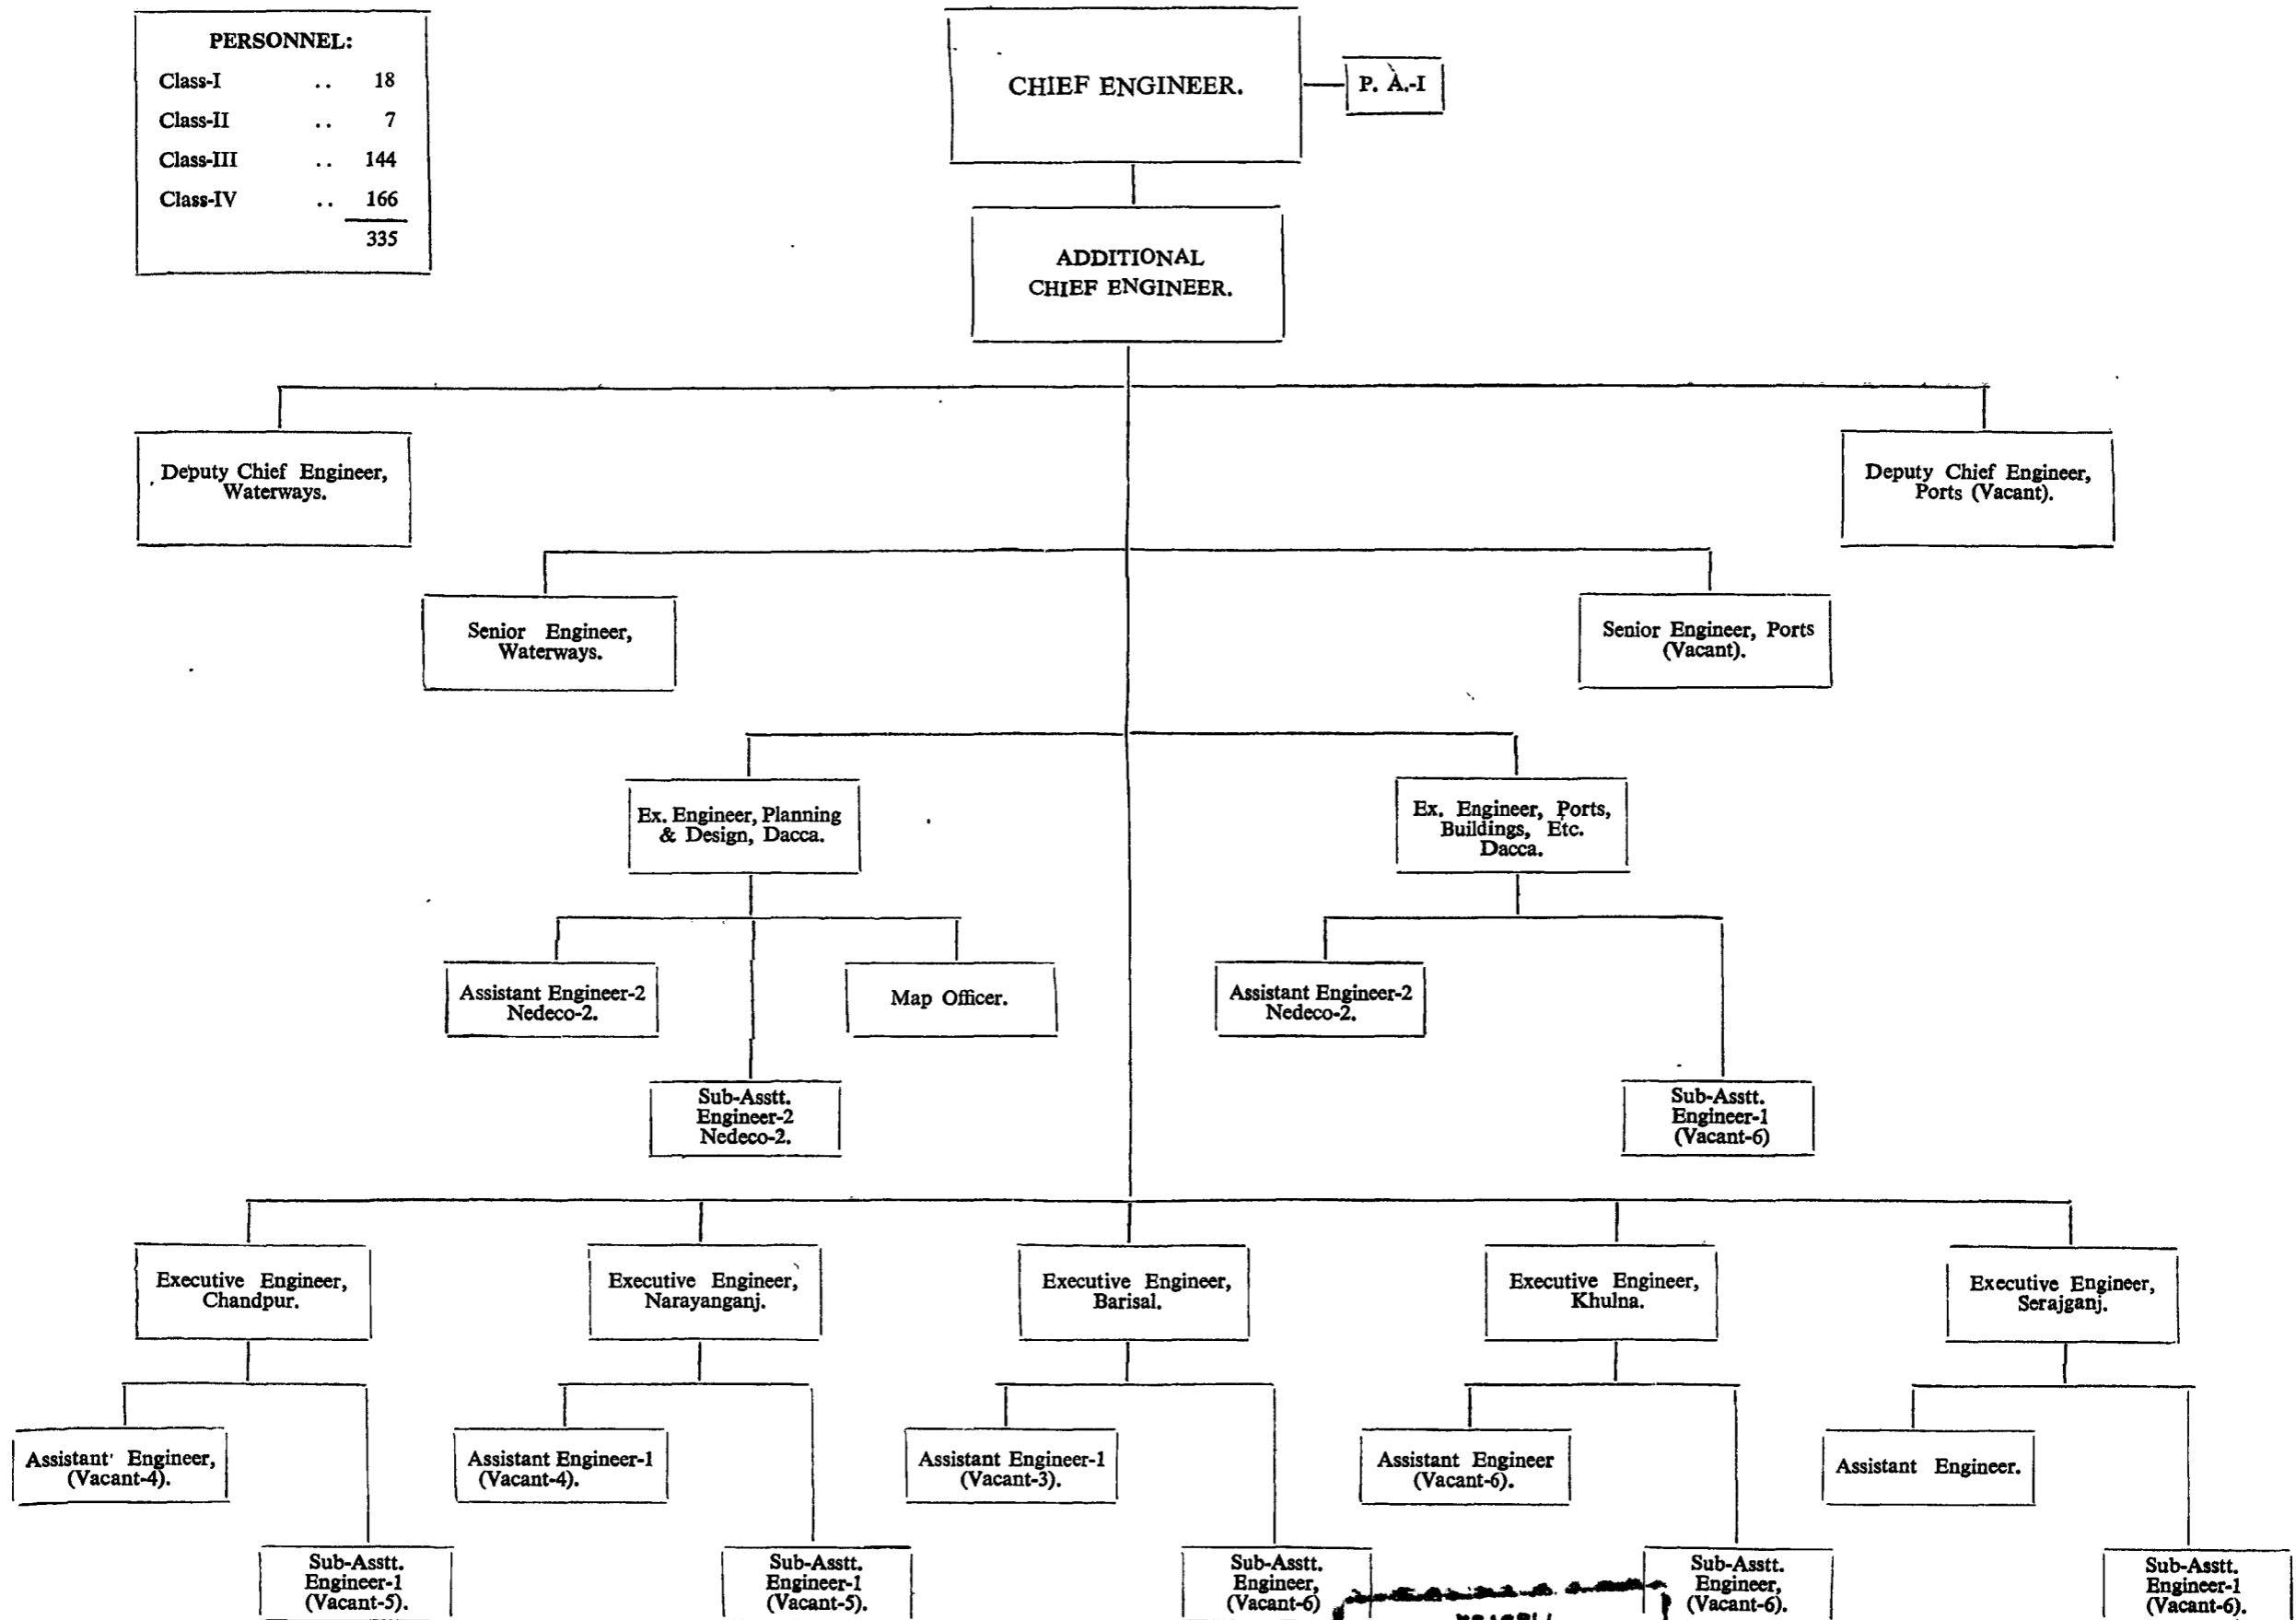 PERSONNEL:
Class-I .. 18
Class-II .. 7
Class-III .. 144
Class-IV .. 166
335
CHIEF ENGINEER.
P. A.-I
ADDITIONAL
CHIEF ENGINEER.
Deputy Chief Engineer,
Waterways.
Deputy Chief Engineer,
Ports (Vacant).
Senior Engineer,
Waterways.
Senior Engineer, Ports
(Vacant).
Ex. Engineer, Planning
& Design, Dacca.
Ex. Engineer, Ports,
Buildings, Etc.
Dacca.
Assistant Engineer-2
Nedeco-2.
Map Officer.
Assistant Engineer-2
Nedeco-2.
Sub-Asstt.
Engineer-2
Nedeco-2.
Sub-Asstt.
Engineer-1
(Vacant-6)
Executive Engineer,
Chandpur.
Executive Engineer,
Narayanganj.
Executive Engineer,
Barisal.
Executive Engineer,
Khulna.
Executive Engineer,
Serajganj.
Assistant Engineer,
(Vacant-4).
Assistant Engineer-1
(Vacant-4).
Assistant Engineer-1
(Vacant-3).
Assistant Engineer
(Vacant-6).
Assistant Engineer.
Sub-Asstt.
Engineer-1
(Vacant-5).
Sub-Asstt.
Engineer-1
(Vacant-5).
Sub-Asstt.
Engineer,
(Vacant-6)
Sub-Asstt.
Engineer,
(Vacant-6).
Sub-Asstt.
Engineer-1
(Vacant-6).